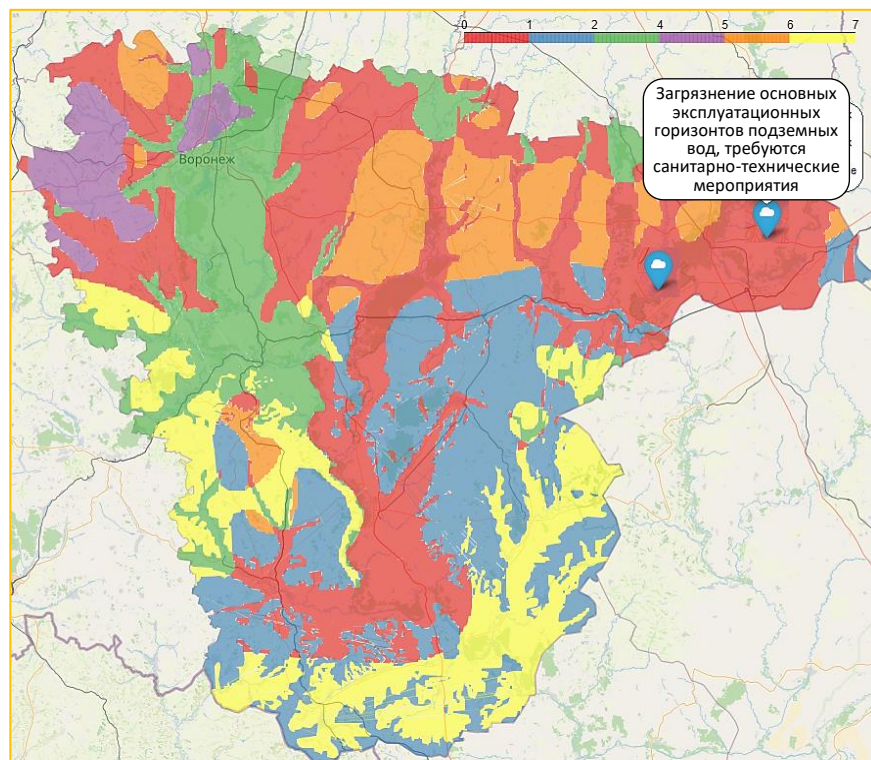 0 1 2 4 5 6 7
Загрязнение основных
эксплуатационных
горизонтов подземных
вод, требуются
санитарно-технические
мероприятия
Воронеж